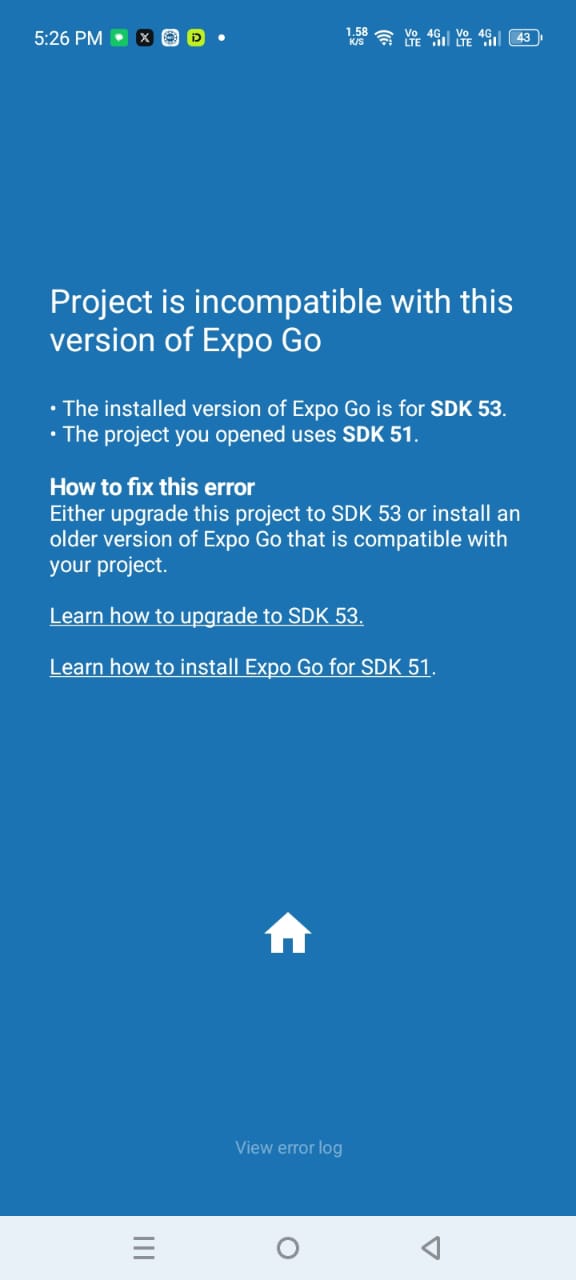 5:26 PM
1.58 K/S
Vo LTE 4G
Vo LTE 4G
43
Project is incompatible with this
version of Expo Go
• The installed version of Expo Go is for SDK 53.
• The project you opened uses SDK 51.
How to fix this error
Either upgrade this project to SDK 53 or install an
older version of Expo Go that is compatible with
your project.
Learn how to upgrade to SDK 53.
Learn how to install Expo Go for SDK 51.
View error log